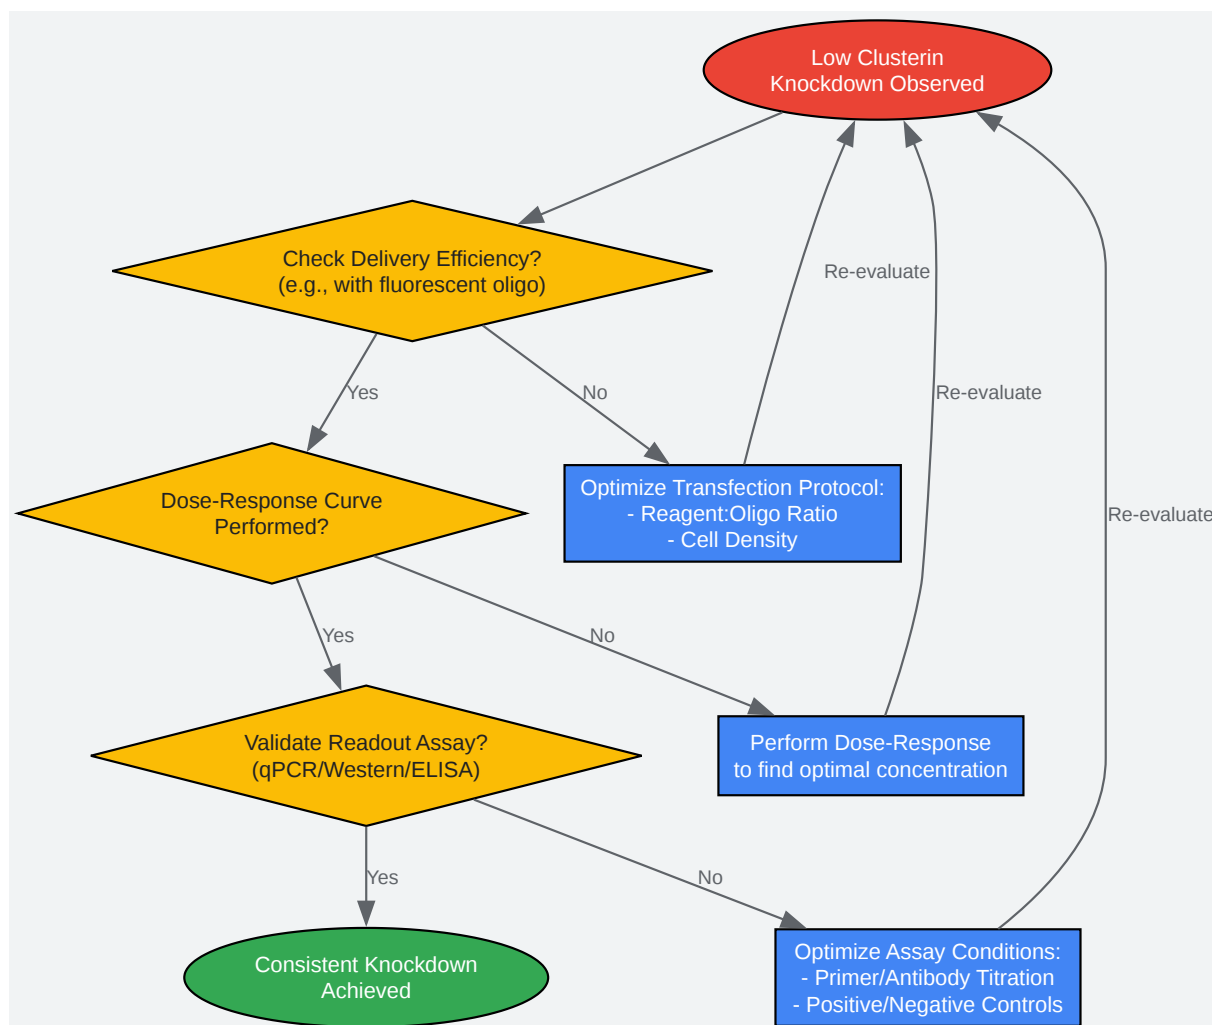 Low Clusterin
Knockdown Observed
Check Delivery Efficiency?
(e.g., with fluorescent oligo)
Re-evaluate
Yes
No
Re-evaluate
Dose-Response Curve
Performed?
Optimize Transfection Protocol:
- Reagent:Oligo Ratio
- Cell Density
Re-evaluate
Yes
No
Validate Readout Assay?
(qPCR/Western/ELISA)
Perform Dose-Response
to find optimal concentration
Yes
No
Consistent Knockdown
Achieved
Optimize Assay Conditions:
- Primer/Antibody Titration
- Positive/Negative Controls